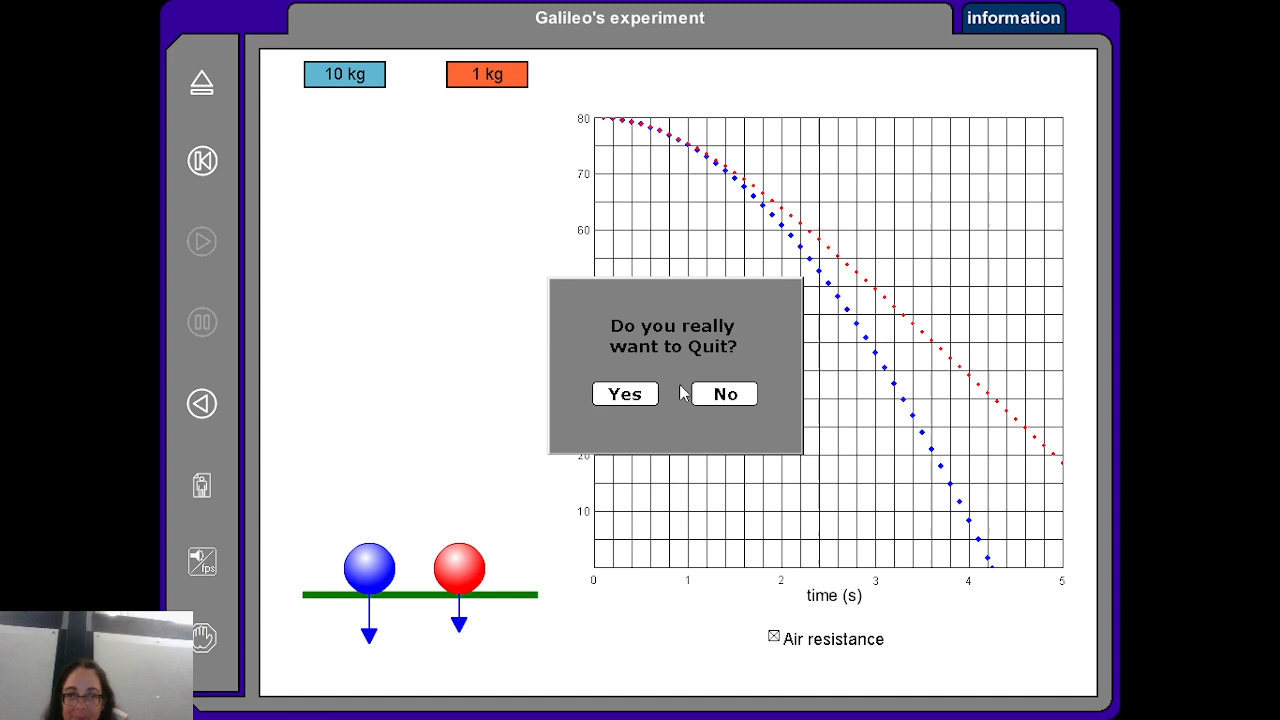 Galileo's experiment
information
10 kg
1 kg
80
70
60
Do you really
want to Quit?
Yes
No
20
10
0
1
2
3
4
5
time (s)
Air resistance
fps